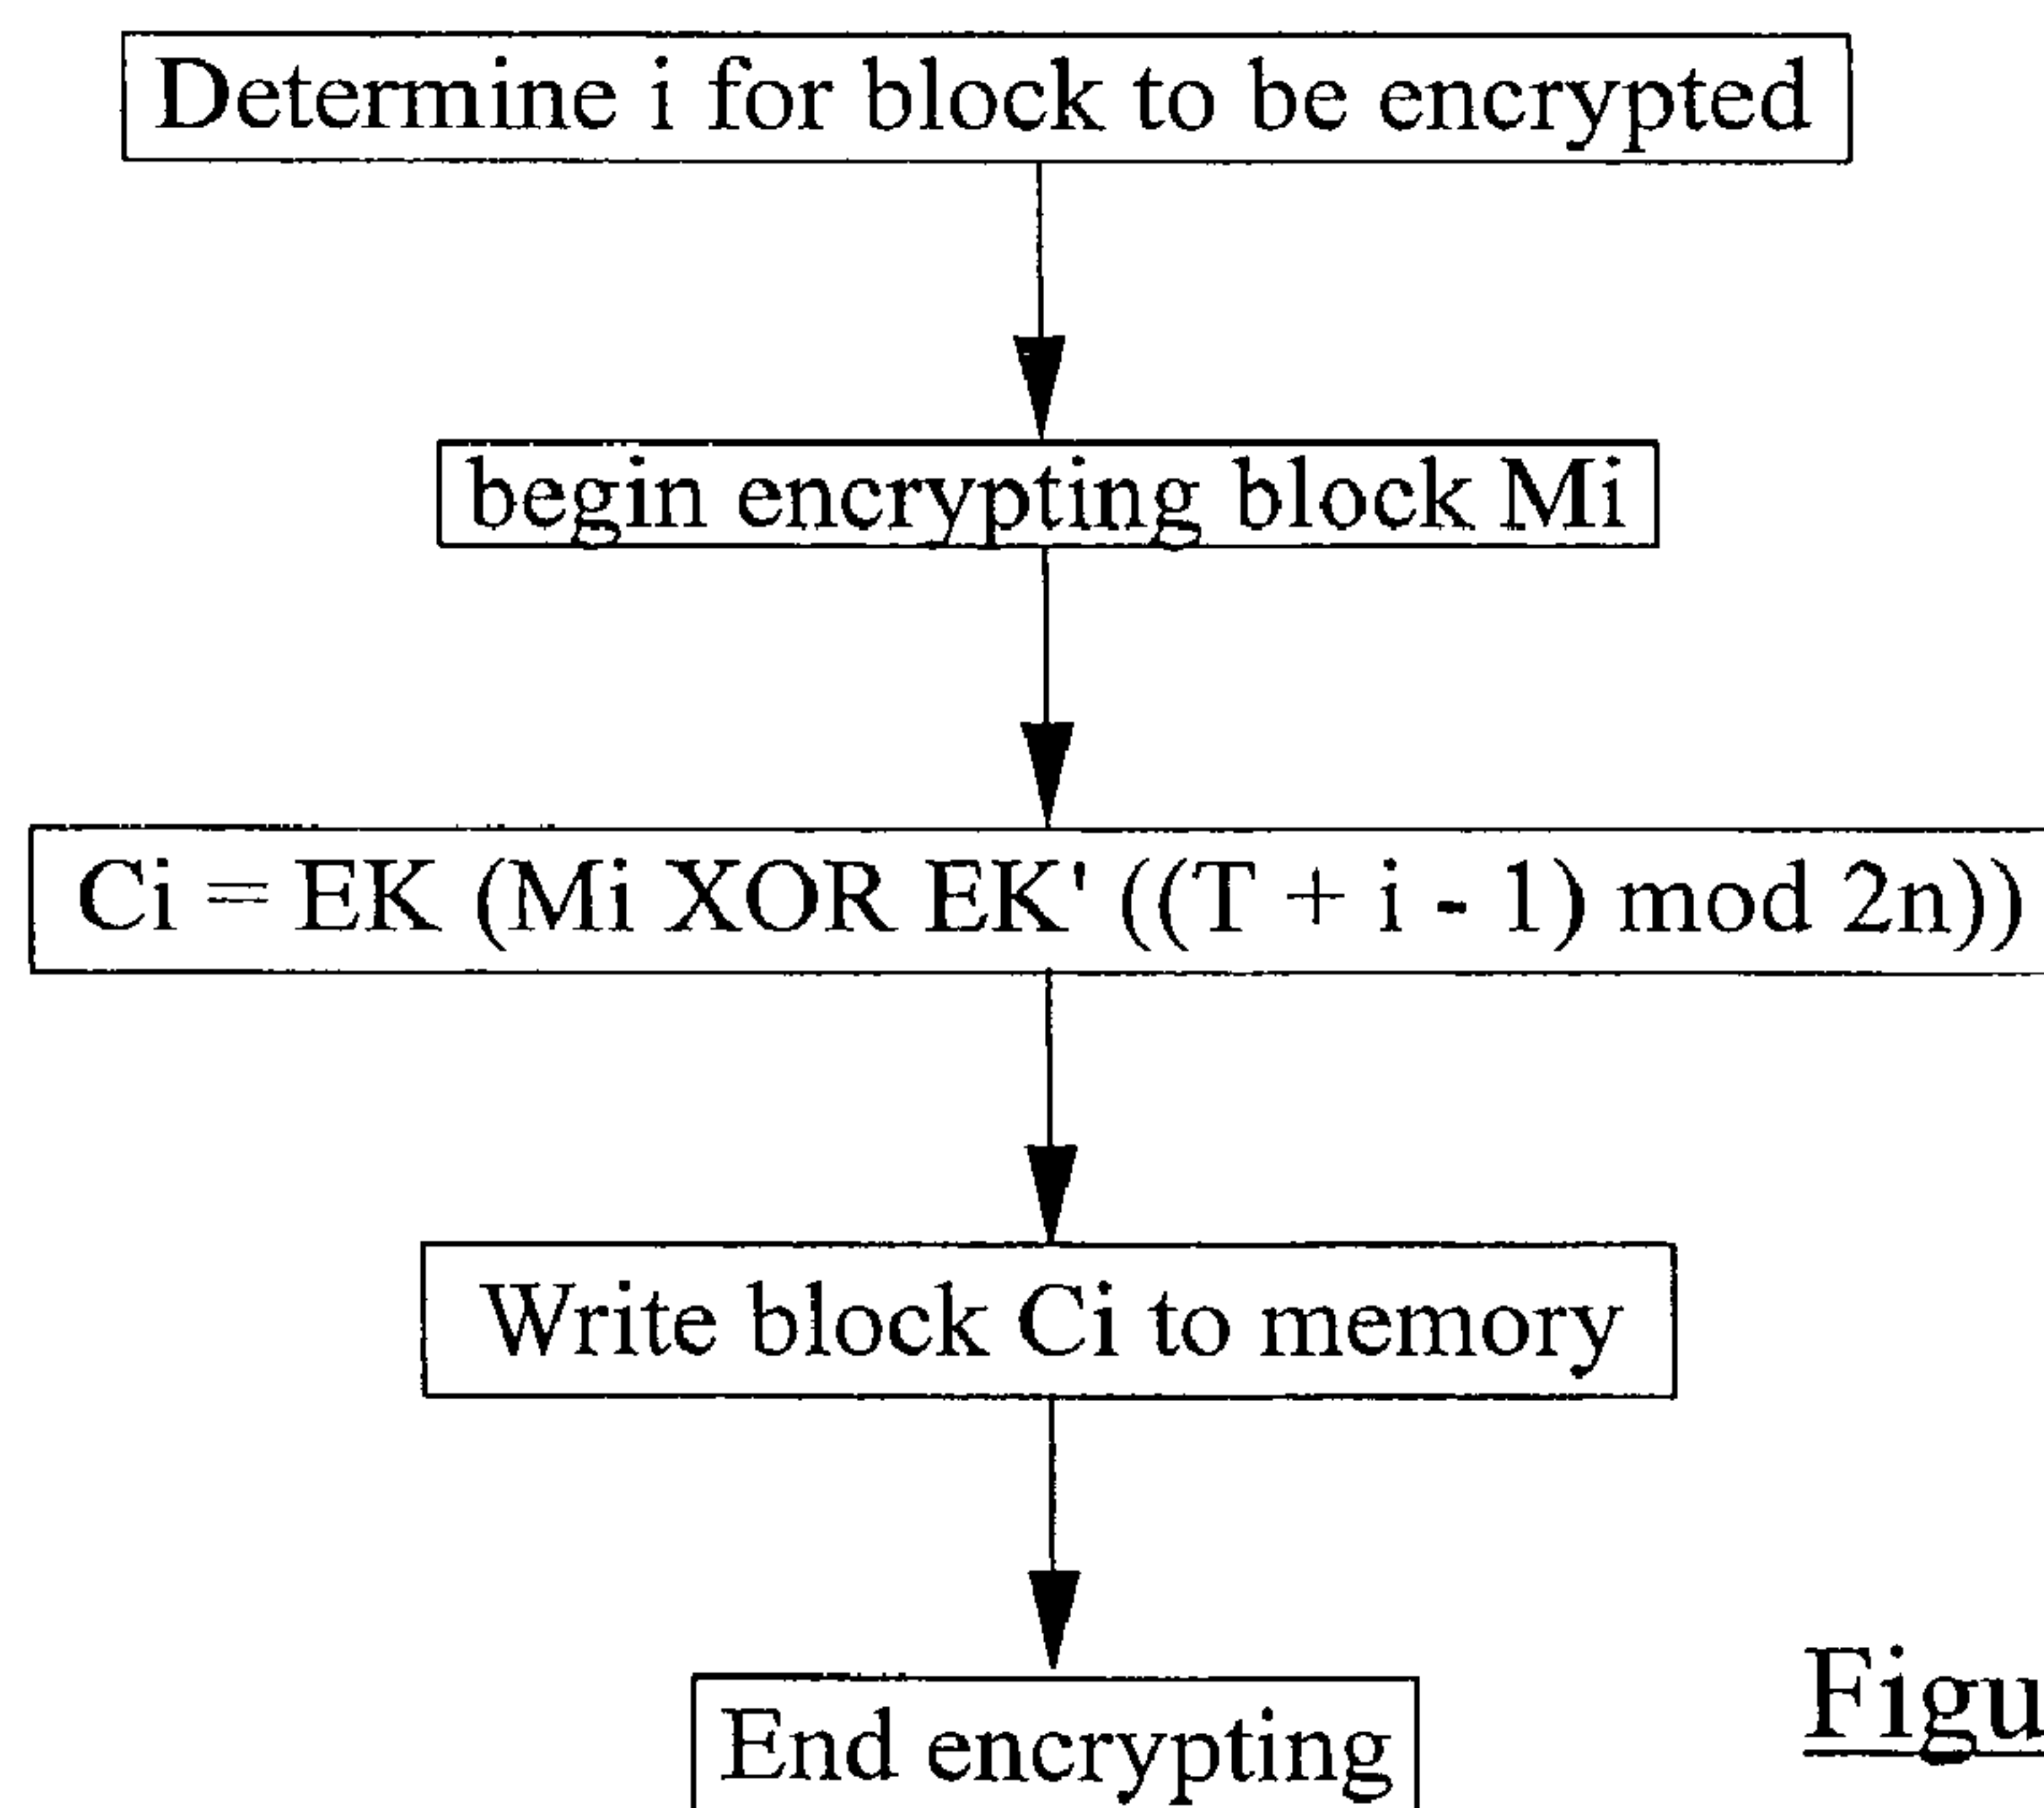 Determine i for block to be encrypted
begin encrypting block Mi
Ci = EK (Mi XOR EK' ((T + i - 1) mod 2n))
Write block Ci to memory
End encrypting